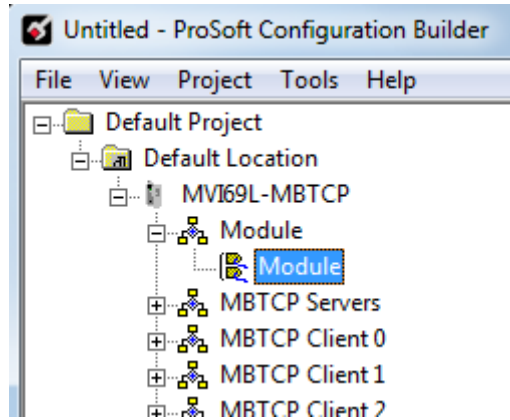 Untitled - ProSoft Configuration Builder
File View Project Tools Help
Default Project
Default Location
MVI69L-MBTCP
Module
Module
MBTCP Servers
MBTCP Client 0
MBTCP Client 1
MBTCP Client 2